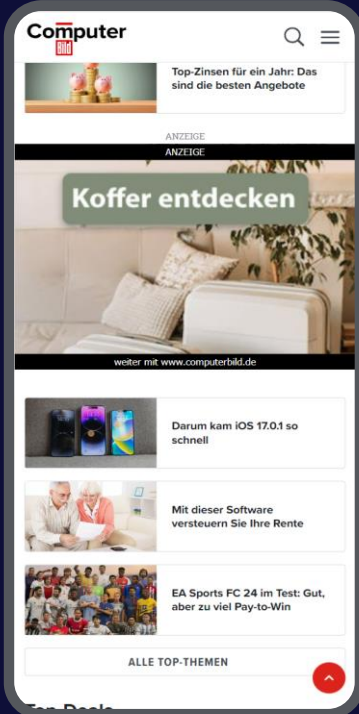 Computer
Bild
Top-Zinsen für ein Jahr: Das
sind die besten Angebote
ANZEIGE
ANZEIGE
Koffer entdecken
weiter mit www.computerbild.de
Darum kam iOS 17.0.1 so
schnell
Mit dieser Software
versteuern Sie Ihre Rente
EA Sports FC 24 im Test: Gut,
aber zu viel Pay-to-Win
ALLE TOP-THEMEN
Top-Deals